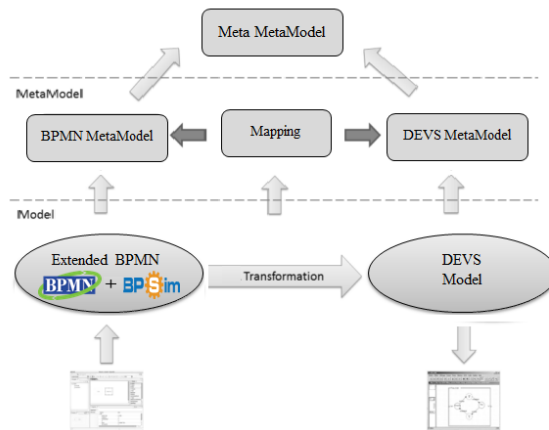 Meta MetaModel
MetaModel
BPMN MetaModel
Mapping
DEVS MetaModel
Model
Extended BPMN
BPMN + BPSim
Transformation
DEVS
Model